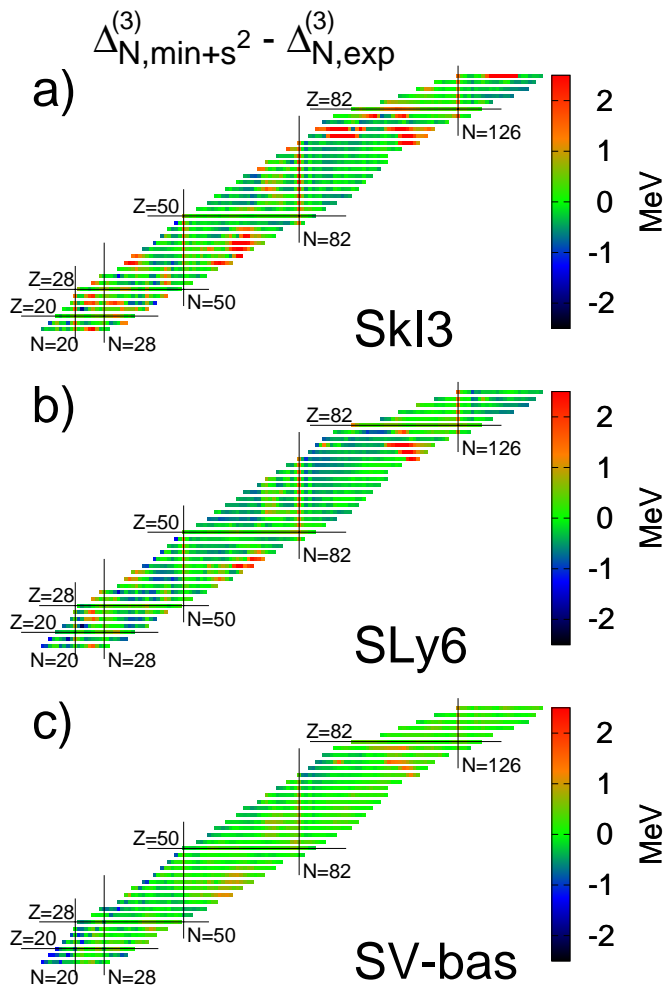 Δ(3)N,min+s2 - Δ(3)N,exp
a)
Z=82
N=126
Z=50
N=82
Z=28
N=50
Z=20
N=20
N=28
SkI3
2
1
0
-1
-2
MeV
b)
Z=82
N=126
Z=50
N=82
Z=28
N=50
Z=20
N=20
N=28
SLy6
2
1
0
-1
-2
MeV
c)
Z=82
N=126
Z=50
N=82
Z=28
N=50
Z=20
N=20
N=28
SV-bas
2
1
0
-1
-2
MeV